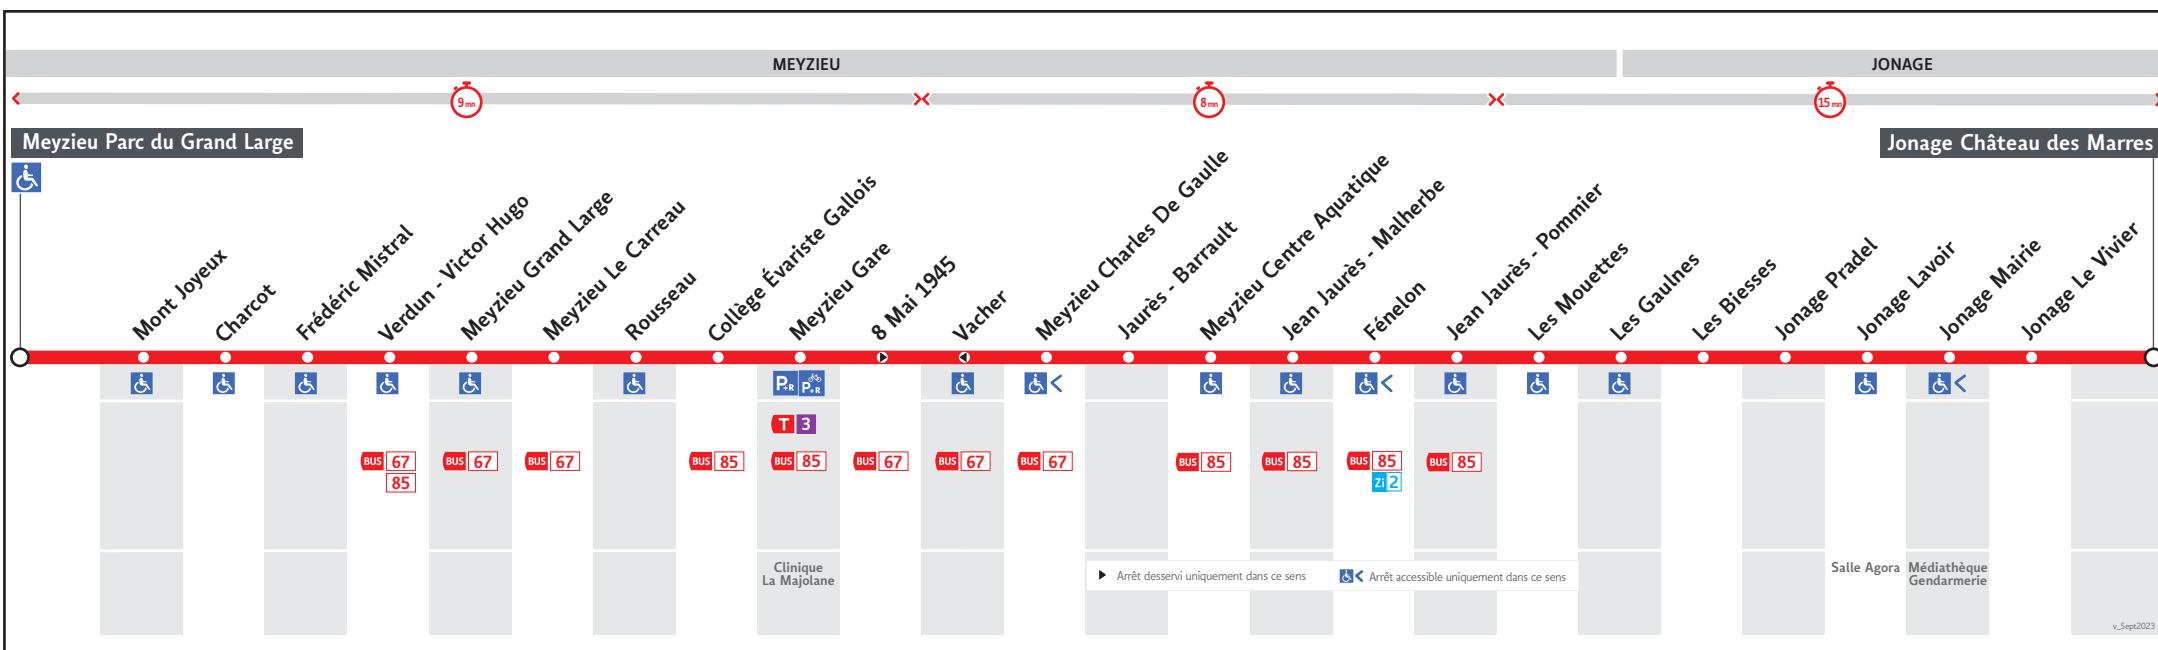 MEYZIEU
JONAGE
9 mn
8 mn
15 mn
Meyzieu Parc du Grand Large
Jonage Château des Marres
Mont Joyeux
Charcot
Frédéric Mistral
Verdun - Victor Hugo
Meyzieu Grand Large
Meyzieu Le Carreau
Rousseau
Collège Évariste Gallois
Meyzieu Gare
8 Mai 1945
Vacher
Meyzieu Charles De Gaulle
Jaurès - Barrault
Meyzieu Centre Aquatique
Jean Jaurès - Malherbe
Fénelon
Jean Jaurès - Pommier
Les Mouettes
Les Gaulnes
Les Biesses
Jonage Pradel
Jonage Lavoir
Jonage Mairie
Jonage Le Vivier
P+R P+R
T 3
BUS 67
85
BUS 67
BUS 67
BUS 85
BUS 85
BUS 67
BUS 67
BUS 67
BUS 85
BUS 85
BUS 85
Zi 2
BUS 85
Clinique
La Majolane
Arrêt desservi uniquement dans ce sens
Arrêt accessible uniquement dans ce sens
Salle Agora
Médiathèque
Gendarmerie
v_Sept2023